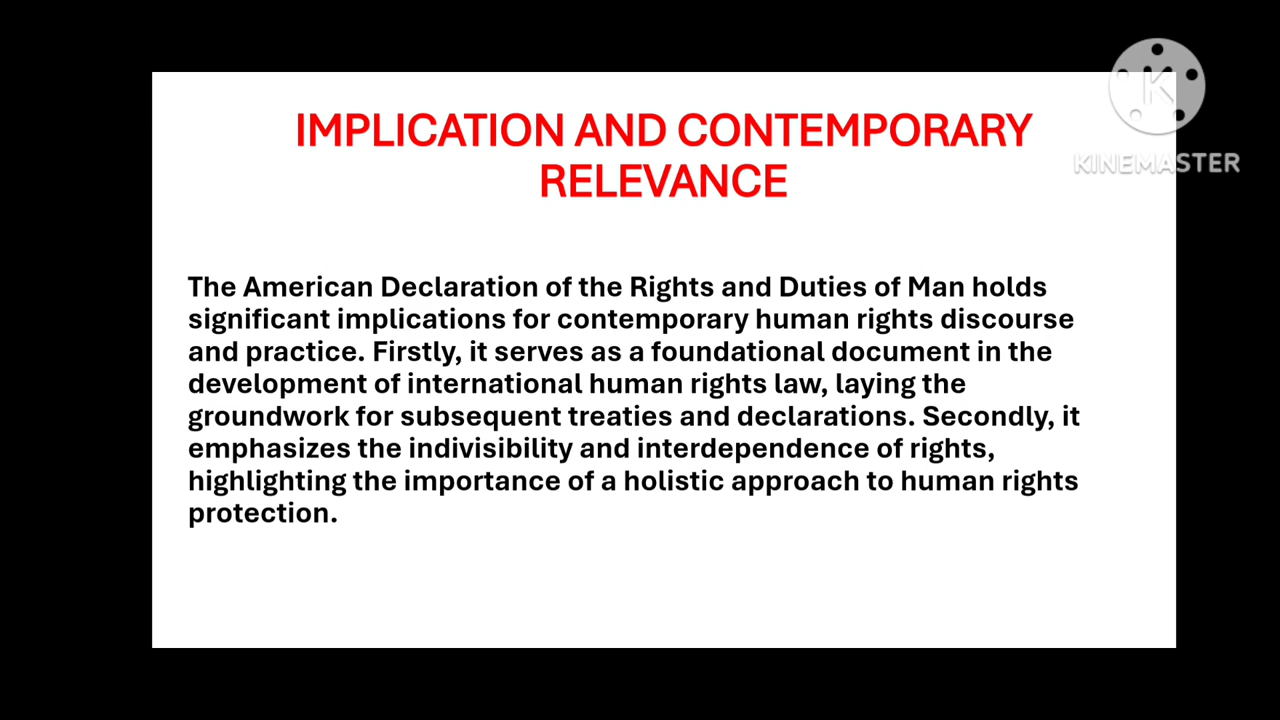 IMPLICATION AND CONTEMPORARY
RELEVANCE
K
KINEMASTER
The American Declaration of the Rights and Duties of Man holds
significant implications for contemporary human rights discourse
and practice. Firstly, it serves as a foundational document in the
development of international human rights law, laying the
groundwork for subsequent treaties and declarations. Secondly, it
emphasizes the indivisibility and interdependence of rights,
highlighting the importance of a holistic approach to human rights
protection.